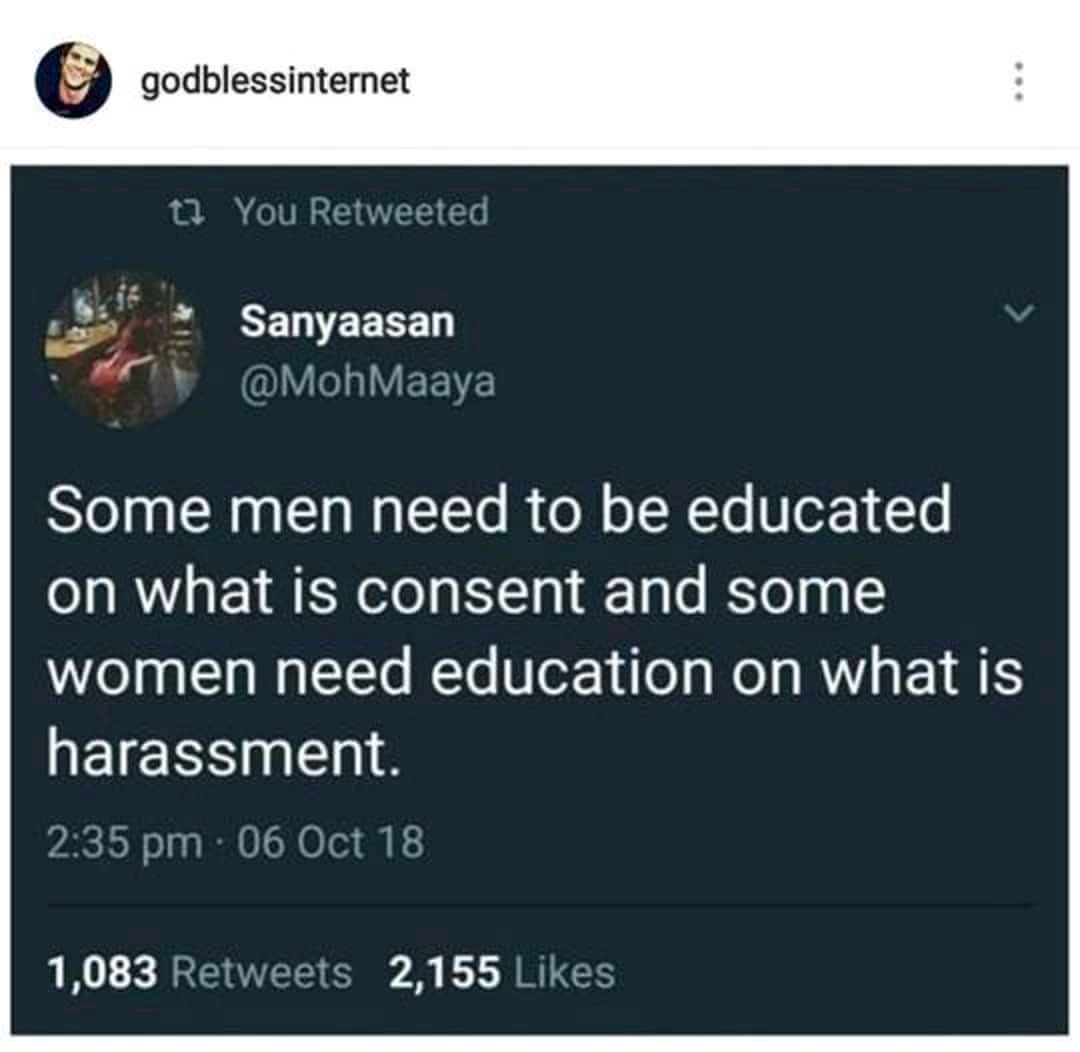 godblessinternet
You Retweeted
Sanyaasan
@MohMaaya
Some men need to be educated
on what is consent and some
women need education on what is
harassment.
2:35 pm · 06 Oct 18
1,083 Retweets 2,155 Likes